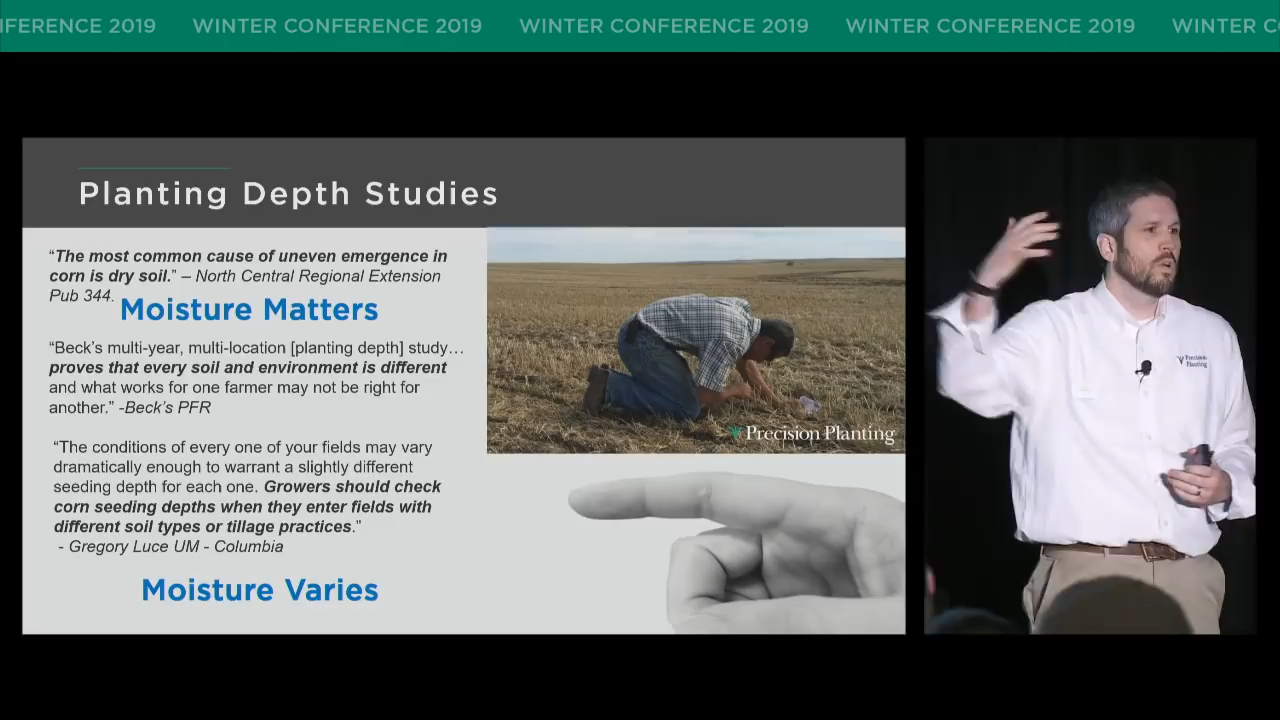 IFERENCE 2019 WINTER CONFERENCE 2019 WINTER CONFERENCE 2019 WINTER CONFERENCE 2019 WINTER C
Planting Depth Studies
“The most common cause of uneven emergence in
corn is dry soil.” – North Central Regional Extension
Pub 344.
Moisture Matters
“Beck’s multi-year, multi-location [planting depth] study…
proves that every soil and environment is different
and what works for one farmer may not be right for
another.” -Beck’s PFR
“The conditions of every one of your fields may vary
dramatically enough to warrant a slightly different
seeding depth for each one. Growers should check
corn seeding depths when they enter fields with
different soil types or tillage practices.”
- Gregory Luce UM - Columbia
Moisture Varies
Precision Planting
Precision
Planting